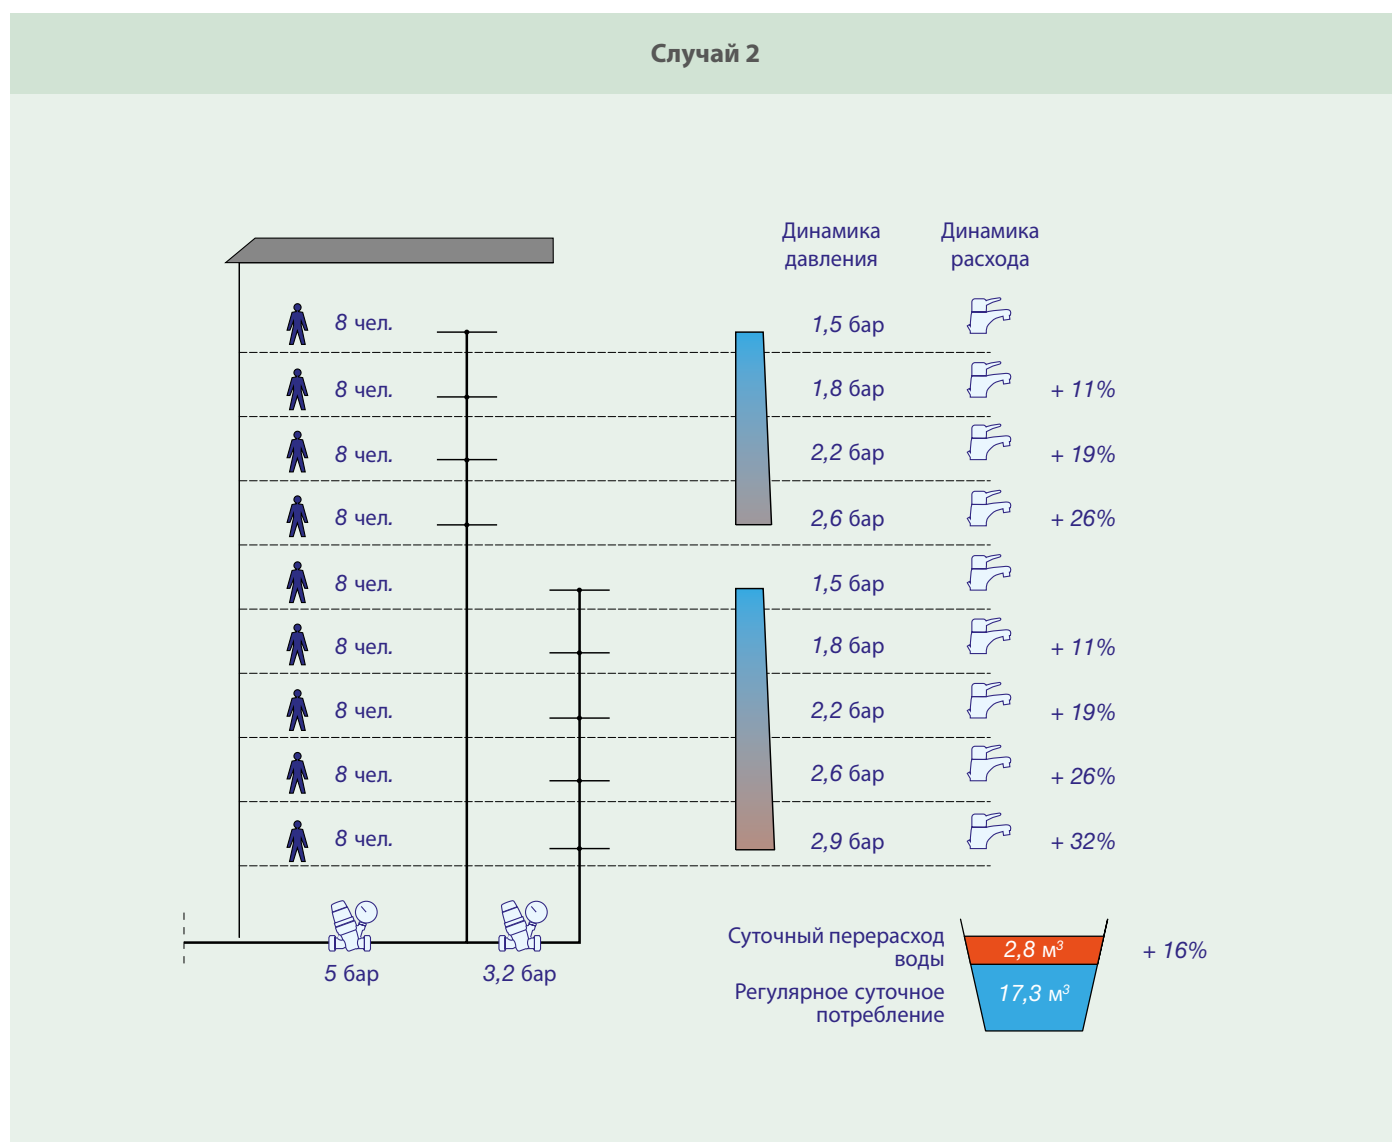 Случай 2
Динамика давления
Динамика расхода
8 чел.
1,5 бар
8 чел.
1,8 бар
+ 11%
8 чел.
2,2 бар
+ 19%
8 чел.
2,6 бар
+ 26%
8 чел.
1,5 бар
8 чел.
1,8 бар
+ 11%
8 чел.
2,2 бар
+ 19%
8 чел.
2,6 бар
+ 26%
8 чел.
2,9 бар
+ 32%
5 бар
3,2 бар
Суточный перерасход
воды
2,8 м³
+ 16%
Регулярное суточное
потребление
17,3 м³